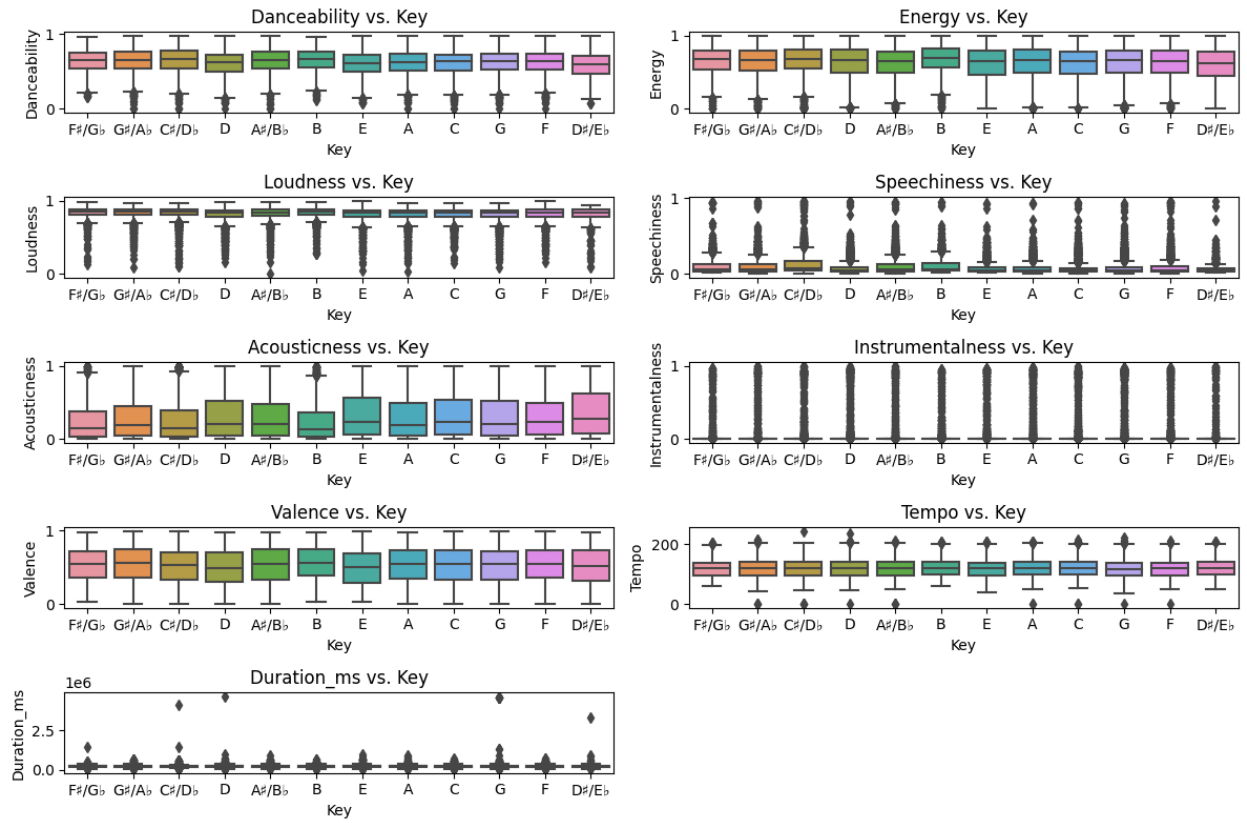 Danceability vs. Key
Danceability
1
0
F♯/G♭ G♯/A♭ C♯/D♭ D A♯/B♭ B E A C G F D♯/E♭
Key
Energy vs. Key
Energy
1
0
F♯/G♭ G♯/A♭ C♯/D♭ D A♯/B♭ B E A C G F D♯/E♭
Key
Loudness vs. Key
Loudness
1
0
F♯/G♭ G♯/A♭ C♯/D♭ D A♯/B♭ B E A C G F D♯/E♭
Key
Speechiness vs. Key
Speechiness
1
0
F♯/G♭ G♯/A♭ C♯/D♭ D A♯/B♭ B E A C G F D♯/E♭
Key
Acousticness vs. Key
Acousticness
1
0
F♯/G♭ G♯/A♭ C♯/D♭ D A♯/B♭ B E A C G F D♯/E♭
Key
Instrumentalness vs. Key
Instrumentalness
1
0
F♯/G♭ G♯/A♭ C♯/D♭ D A♯/B♭ B E A C G F D♯/E♭
Key
Valence vs. Key
Valence
1
0
F♯/G♭ G♯/A♭ C♯/D♭ D A♯/B♭ B E A C G F D♯/E♭
Key
Tempo vs. Key
Tempo
200
0
F♯/G♭ G♯/A♭ C♯/D♭ D A♯/B♭ B E A C G F D♯/E♭
Key
Duration_ms vs. Key
1e6
Duration_ms
2.5
0.0
F♯/G♭ G♯/A♭ C♯/D♭ D A♯/B♭ B E A C G F D♯/E♭
Key